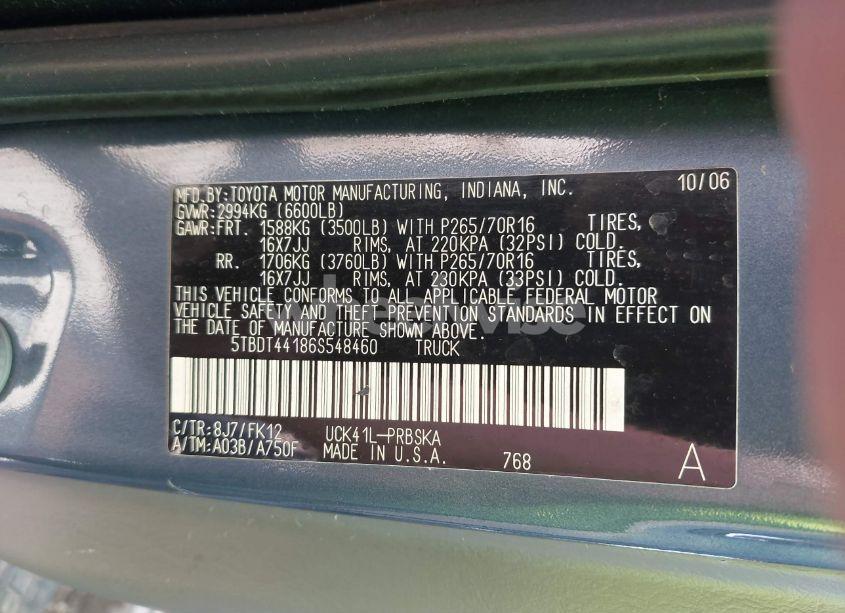 MFD.BY:TOYOTA MOTOR MANUFACTURING, INDIANA, INC. 10/06
GVWR:2994KG (6600LB)
GAWR:FRT. 1588KG (3500LB) WITH P265/70R16 TIRES,
16X7JJ RIMS, AT 220KPA (32PSI) COLD.
RR. 1706KG (3760LB) WITH P265/70R16 TIRES,
16X7JJ RIMS, AT 230KPA (33PSI) COLD.
THIS VEHICLE CONFORMS TO ALL APPLICABLE FEDERAL MOTOR
VEHICLE SAFETY AND THEFT PREVENTION STANDARDS IN EFFECT ON
THE DATE OF MANUFACTURE SHOWN ABOVE.
5TBDT44186S548460 TRUCK
C/TR:8J7/FK12 UCK41L-PRBSKA
A/TM:A03B/A750F MADE IN U.S.A. 768 A